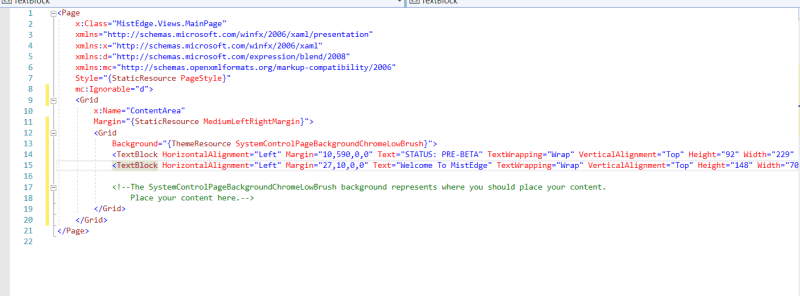 TextBlock TextBlock
1 <Page
2 x:Class="MistEdge.Views.MainPage"
3 xmlns="http://schemas.microsoft.com/winfx/2006/xaml/presentation"
4 xmlns:x="http://schemas.microsoft.com/winfx/2006/xaml"
5 xmlns:d="http://schemas.microsoft.com/expression/blend/2008"
6 xmlns:mc="http://schemas.openxmlformats.org/markup-compatibility/2006"
7 Style="{StaticResource PageStyle}"
8 mc:Ignorable="d">
9 <Grid
10 x:Name="ContentArea"
11 Margin="{StaticResource MediumLeftRightMargin}">
12 <Grid
13 Background="{ThemeResource SystemControlPageBackgroundChromeLowBrush}">
14 <TextBlock HorizontalAlignment="Left" Margin="10,590,0,0" Text="STATUS: PRE-BETA" TextWrapping="Wrap" VerticalAlignment="Top" Height="92" Width="229"
15 <TextBlock HorizontalAlignment="Left" Margin="27,10,0,0" Text="Welcome To MistEdge" TextWrapping="Wrap" VerticalAlignment="Top" Height="148" Width="70
16
17 <!--The SystemControlPageBackgroundChromeLowBrush background represents where you should place your content.
18 Place your content here.-->
19 </Grid>
20 </Grid>
21 </Page>
22